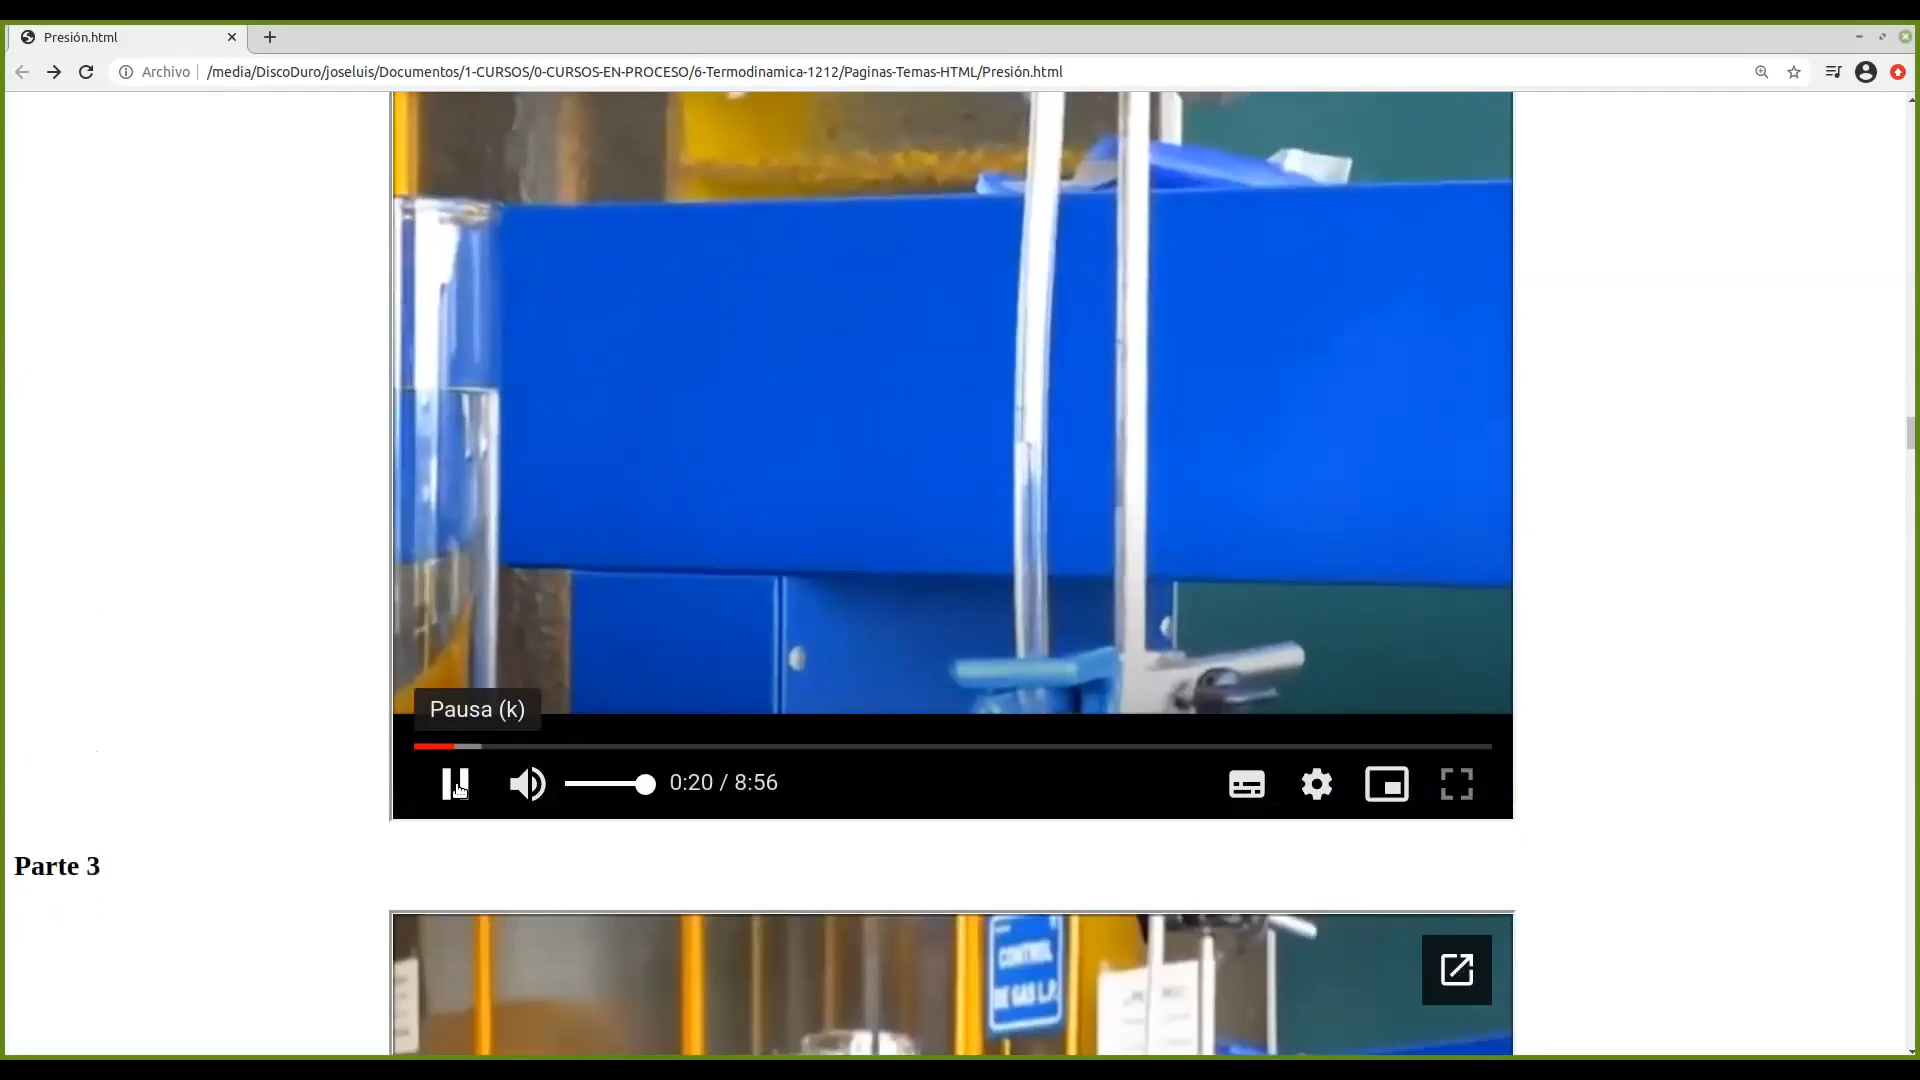 Presión.html
Archivo /media/DiscoDuro/joseluis/Documentos/1-CURSOS/0-CURSOS-EN-PROCESO/6-Termodinamica-1212/Paginas-Temas-HTML/Presión.html
Pausa (k)
0:20 / 8:56
Parte 3
CONTROL
DE GAS L.P.